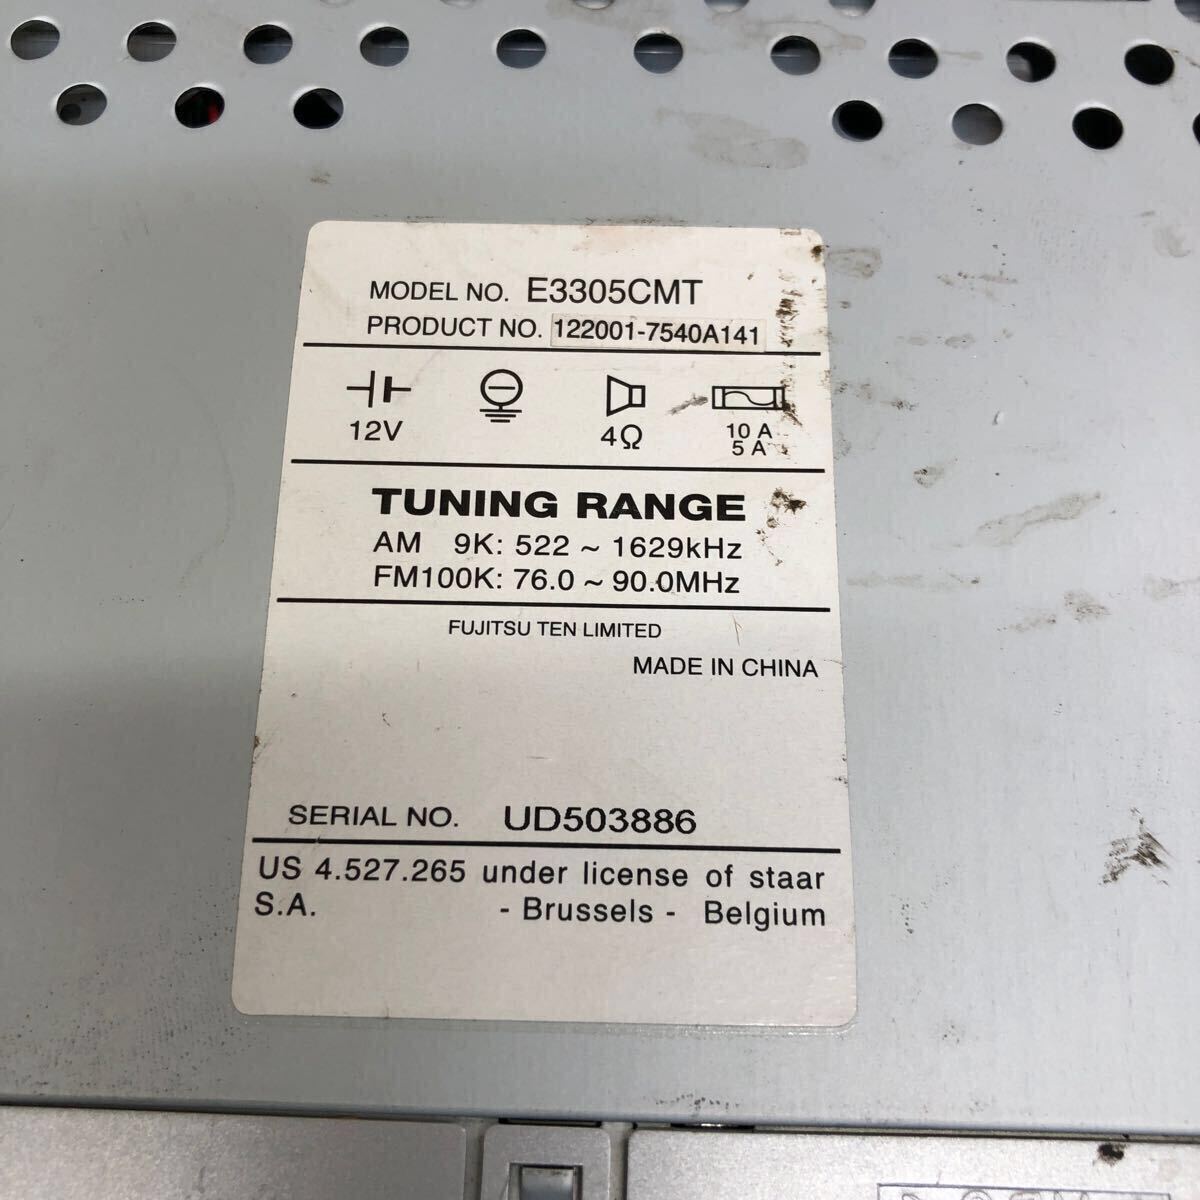 MODEL NO. E3305CMT
PRODUCT NO. 122001-7540A141
12V
4Ω
10 A
5 A
TUNING RANGE
AM 9K: 522 ~ 1629kHz
FM100K: 76.0 ~ 90.0MHz
FUJITSU TEN LIMITED
MADE IN CHINA
SERIAL NO. UD503886
US 4.527.265 under license of staar
S.A. - Brussels - Belgium